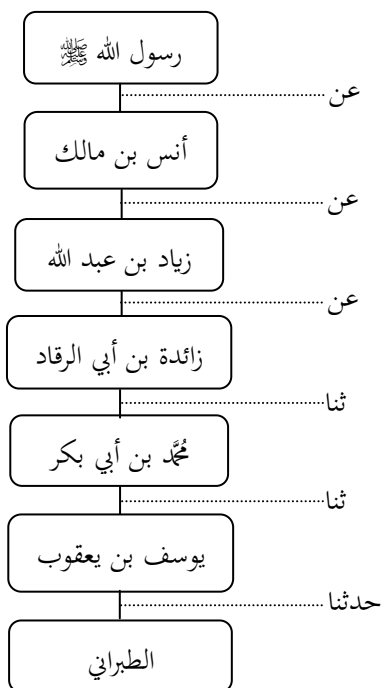 رسول الله ﷺ
عن
أنس بن مالك
عن
زياد بن عبد الله
عن
زائدة بن أبي الرقاد
ثنا
مُحَمَّد بن أبي بكر
ثنا
يوسف بن يعقوب
حدثنا
الطبراني